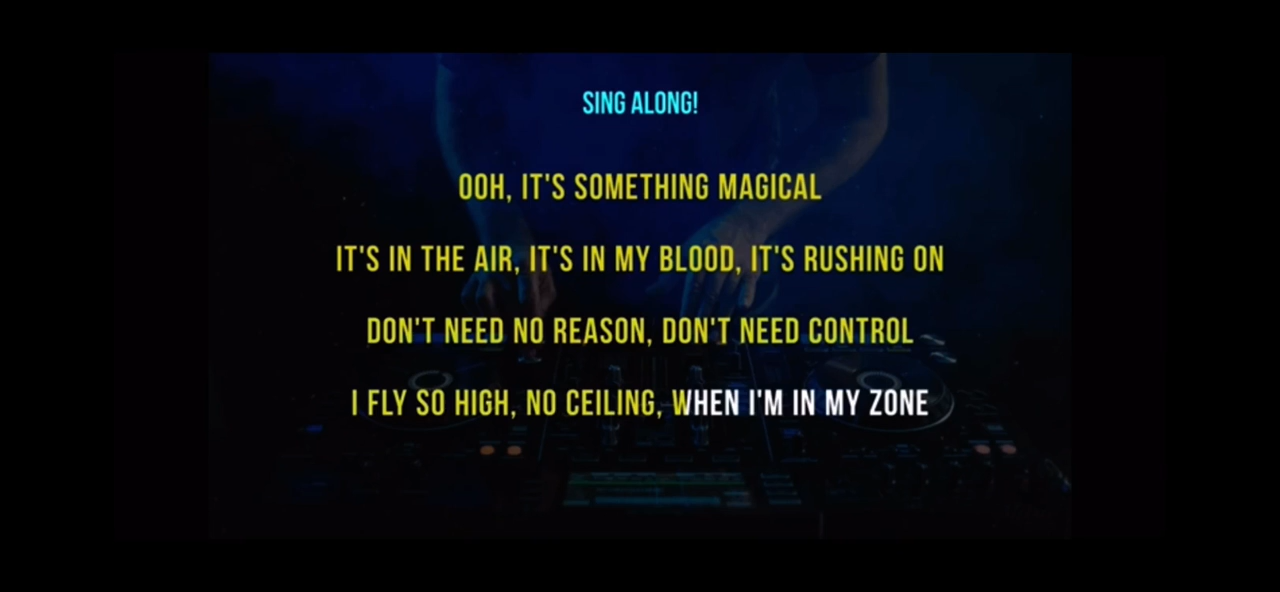 SING ALONG!
OOH, IT'S SOMETHING MAGICAL
IT'S IN THE AIR, IT'S IN MY BLOOD, IT'S RUSHING ON
DON'T NEED NO REASON, DON'T NEED CONTROL
I FLY SO HIGH, NO CEILING, WHEN I'M IN MY ZONE